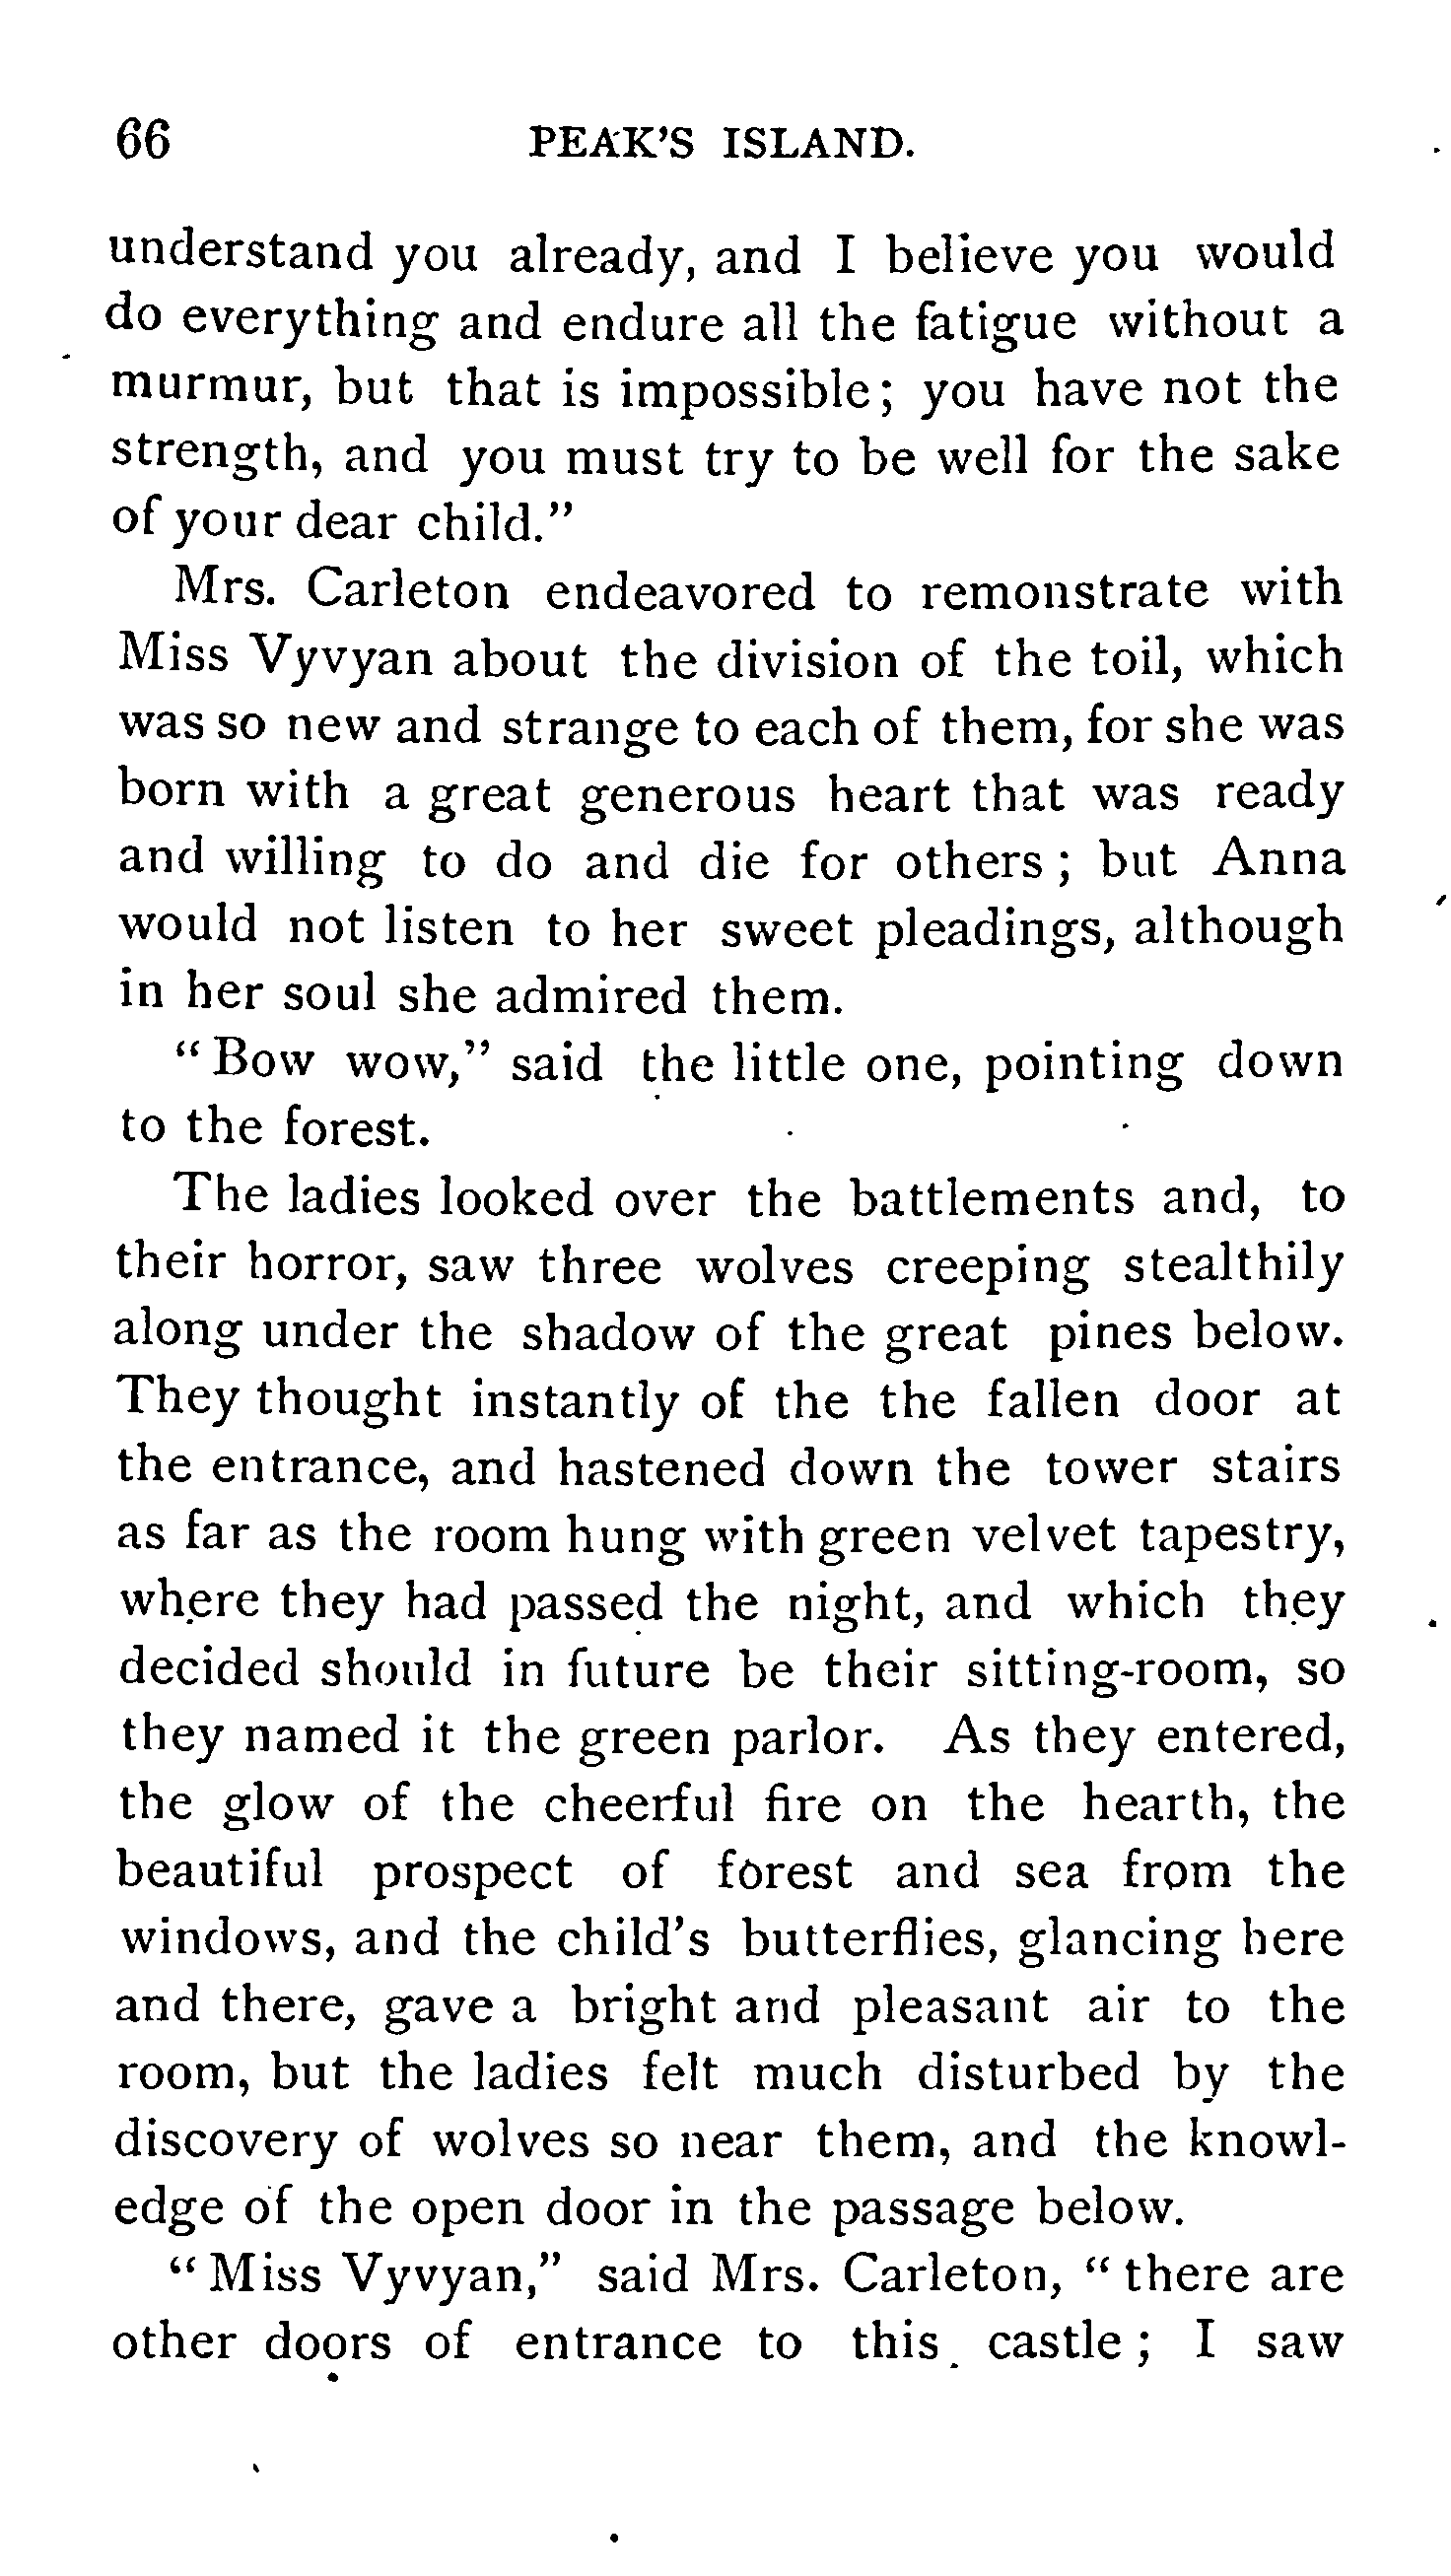 66 PEAK'S ISLAND.
understand you already, and I believe you would
do everything and endure all the fatigue without a
murmur, but that is impossible; you have not the
strength, and you must try to be well for the sake
of your dear child."
Mrs. Carleton endeavored to remonstrate with
Miss Vyvyan about the division of the toil, which
was so new and strange to each of them, for she was
born with a great generous heart that was ready
and willing to do and die for others; but Anna
would not listen to her sweet pleadings, although
in her soul she admired them.
"Bow wow," said the little one, pointing down
to the forest.
The ladies looked over the battlements and, to
their horror, saw three wolves creeping stealthily
along under the shadow of the great pines below.
They thought instantly of the the fallen door at
the entrance, and hastened down the tower stairs
as far as the room hung with green velvet tapestry,
where they had passed the night, and which they
decided should in future be their sitting-room, so
they named it the green parlor. As they entered,
the glow of the cheerful fire on the hearth, the
beautiful prospect of forest and sea from the
windows, and the child's butterflies, glancing here
and there, gave a bright and pleasant air to the
room, but the ladies felt much disturbed by the
discovery of wolves so near them, and the knowl-
edge of the open door in the passage below.
"Miss Vyvyan," said Mrs. Carleton, "there are
other doors of entrance to this castle; I saw